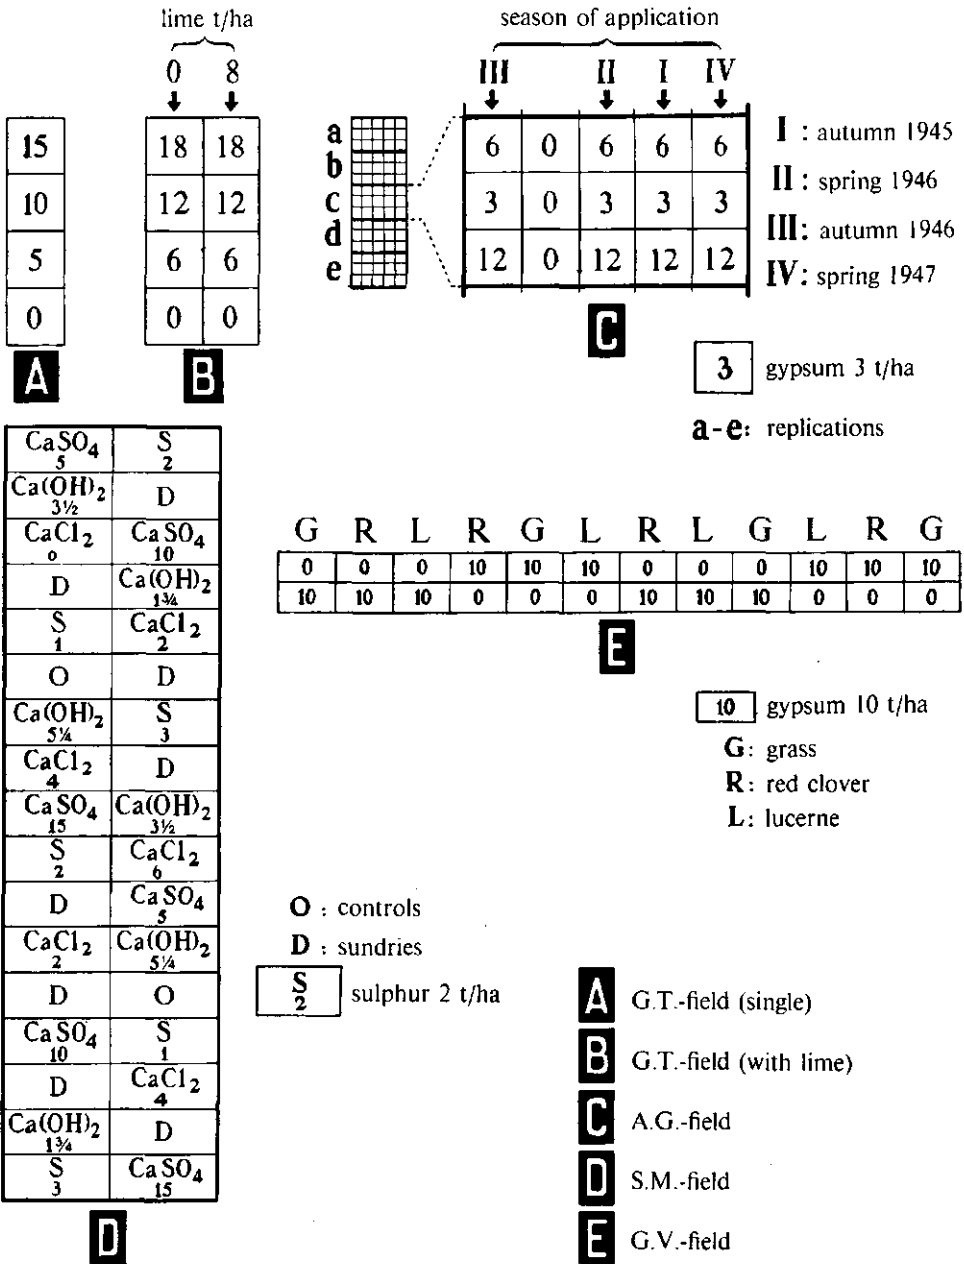 lime t/ha
0 8
15
10
5
0
A
18 18
12 12
6 6
0 0
B
season of application
III II I IV
a
b
c
d
e
6 0 6 6 6
3 0 3 3 3
12 0 12 12 12
C
I : autumn 1945
II : spring 1946
III: autumn 1946
IV: spring 1947
3 gypsum 3 t/ha
a-e: replications
CaSO4 5 S 2
Ca(OH)2 3½ D
CaCl2 0 CaSO4 10
D Ca(OH)2 1¾
S 1 CaCl2 2
O D
Ca(OH)2 5¼ S 3
CaCl2 4 D
CaSO4 15 Ca(OH)2 3½
S 2 CaCl2 6
D CaSO4 5
CaCl2 2 Ca(OH)2 5¼
D O
CaSO4 10 S 1
D CaCl2 4
Ca(OH)2 1¾ D
S 3 CaSO4 15
D
G R L R G L R L G L R G
0 0 0 10 10 10 0 0 0 10 10 10
10 10 10 0 0 0 10 10 10 0 0 0
E
10 gypsum 10 t/ha
G: grass
R: red clover
L: lucerne
O : controls
D : sundries
S 2 sulphur 2 t/ha
A G.T.-field (single)
B G.T.-field (with lime)
C A.G.-field
D S.M.-field
E G.V.-field